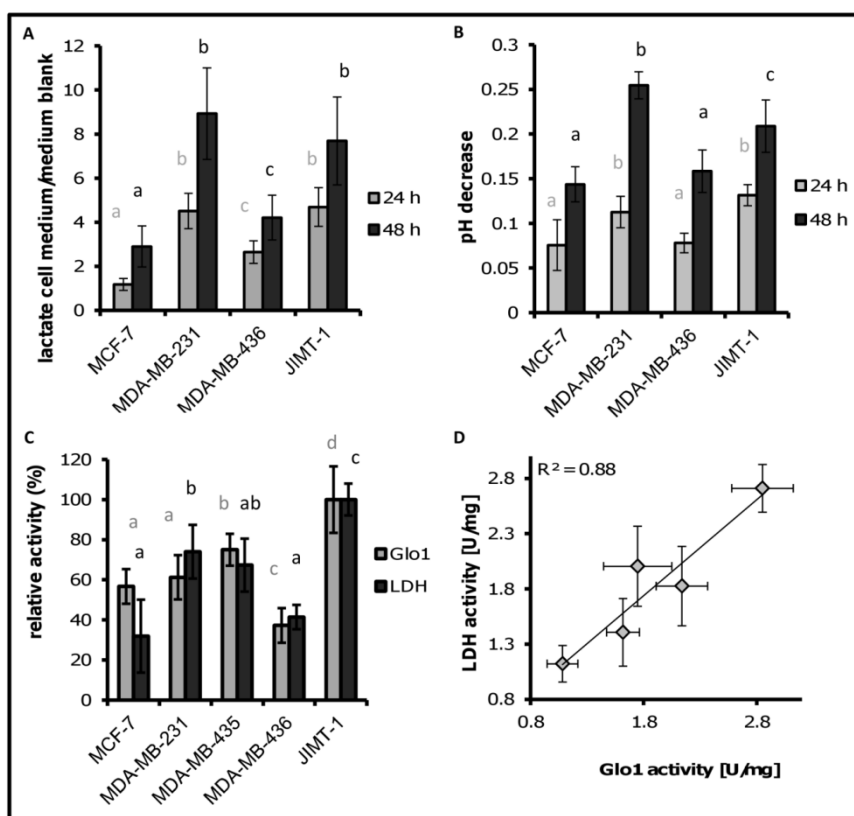 A
lactate cell medium/medium blank
12
10
8
6
4
2
0
a
a
b
b
c
c
b
b
24 h
48 h
MCF-7
MDA-MB-231
MDA-MB-436
JIMT-1
B
pH decrease
0.3
0.25
0.2
0.15
0.1
0.05
0
a
a
b
b
a
a
b
c
24 h
48 h
MCF-7
MDA-MB-231
MDA-MB-436
JIMT-1
C
relative activity (%)
120
100
80
60
40
20
0
a
a
a
b
b
ab
c
a
d
c
Glo1
LDH
MCF-7
MDA-MB-231
MDA-MB-435
MDA-MB-436
JIMT-1
D
R² = 0.88
LDH activity [U/mg]
2.8
2.3
1.8
1.3
0.8
0.8
1.8
2.8
Glo1 activity [U/mg]